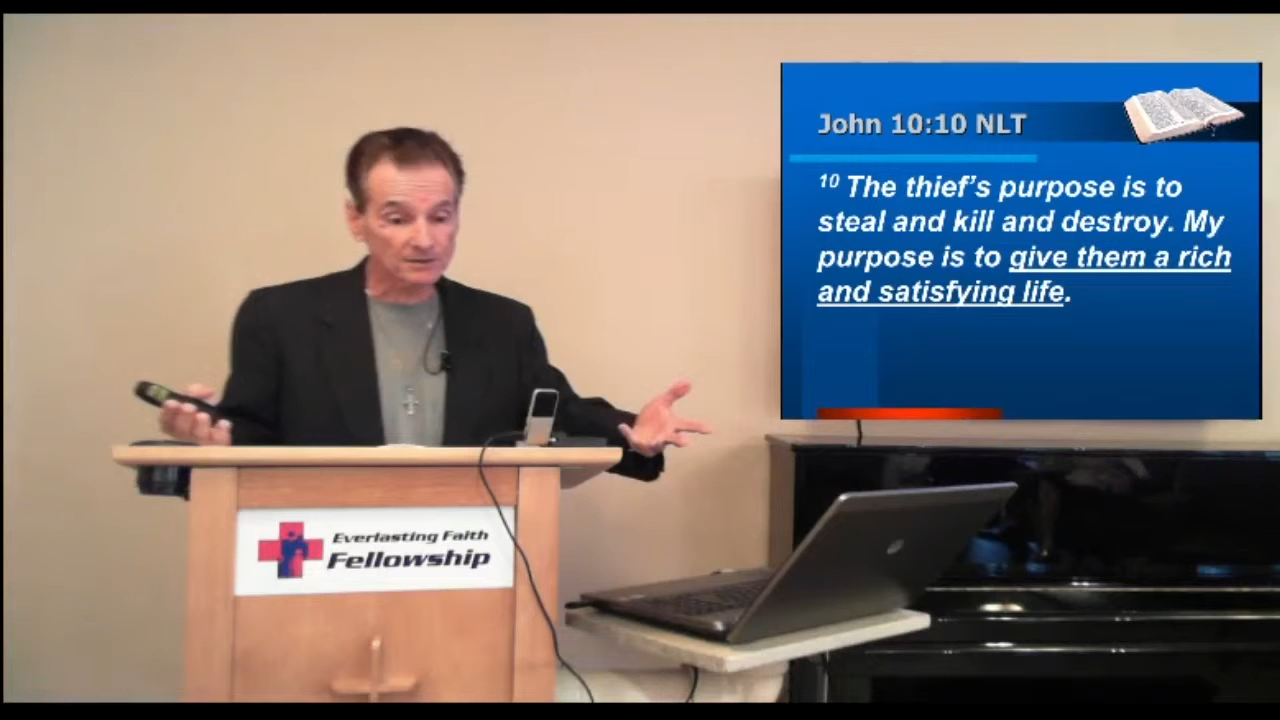 John 10:10 NLT
10 The thief's purpose is to
steal and kill and destroy. My
purpose is to give them a rich
and satisfying life.
Everlasting Faith
Fellowship